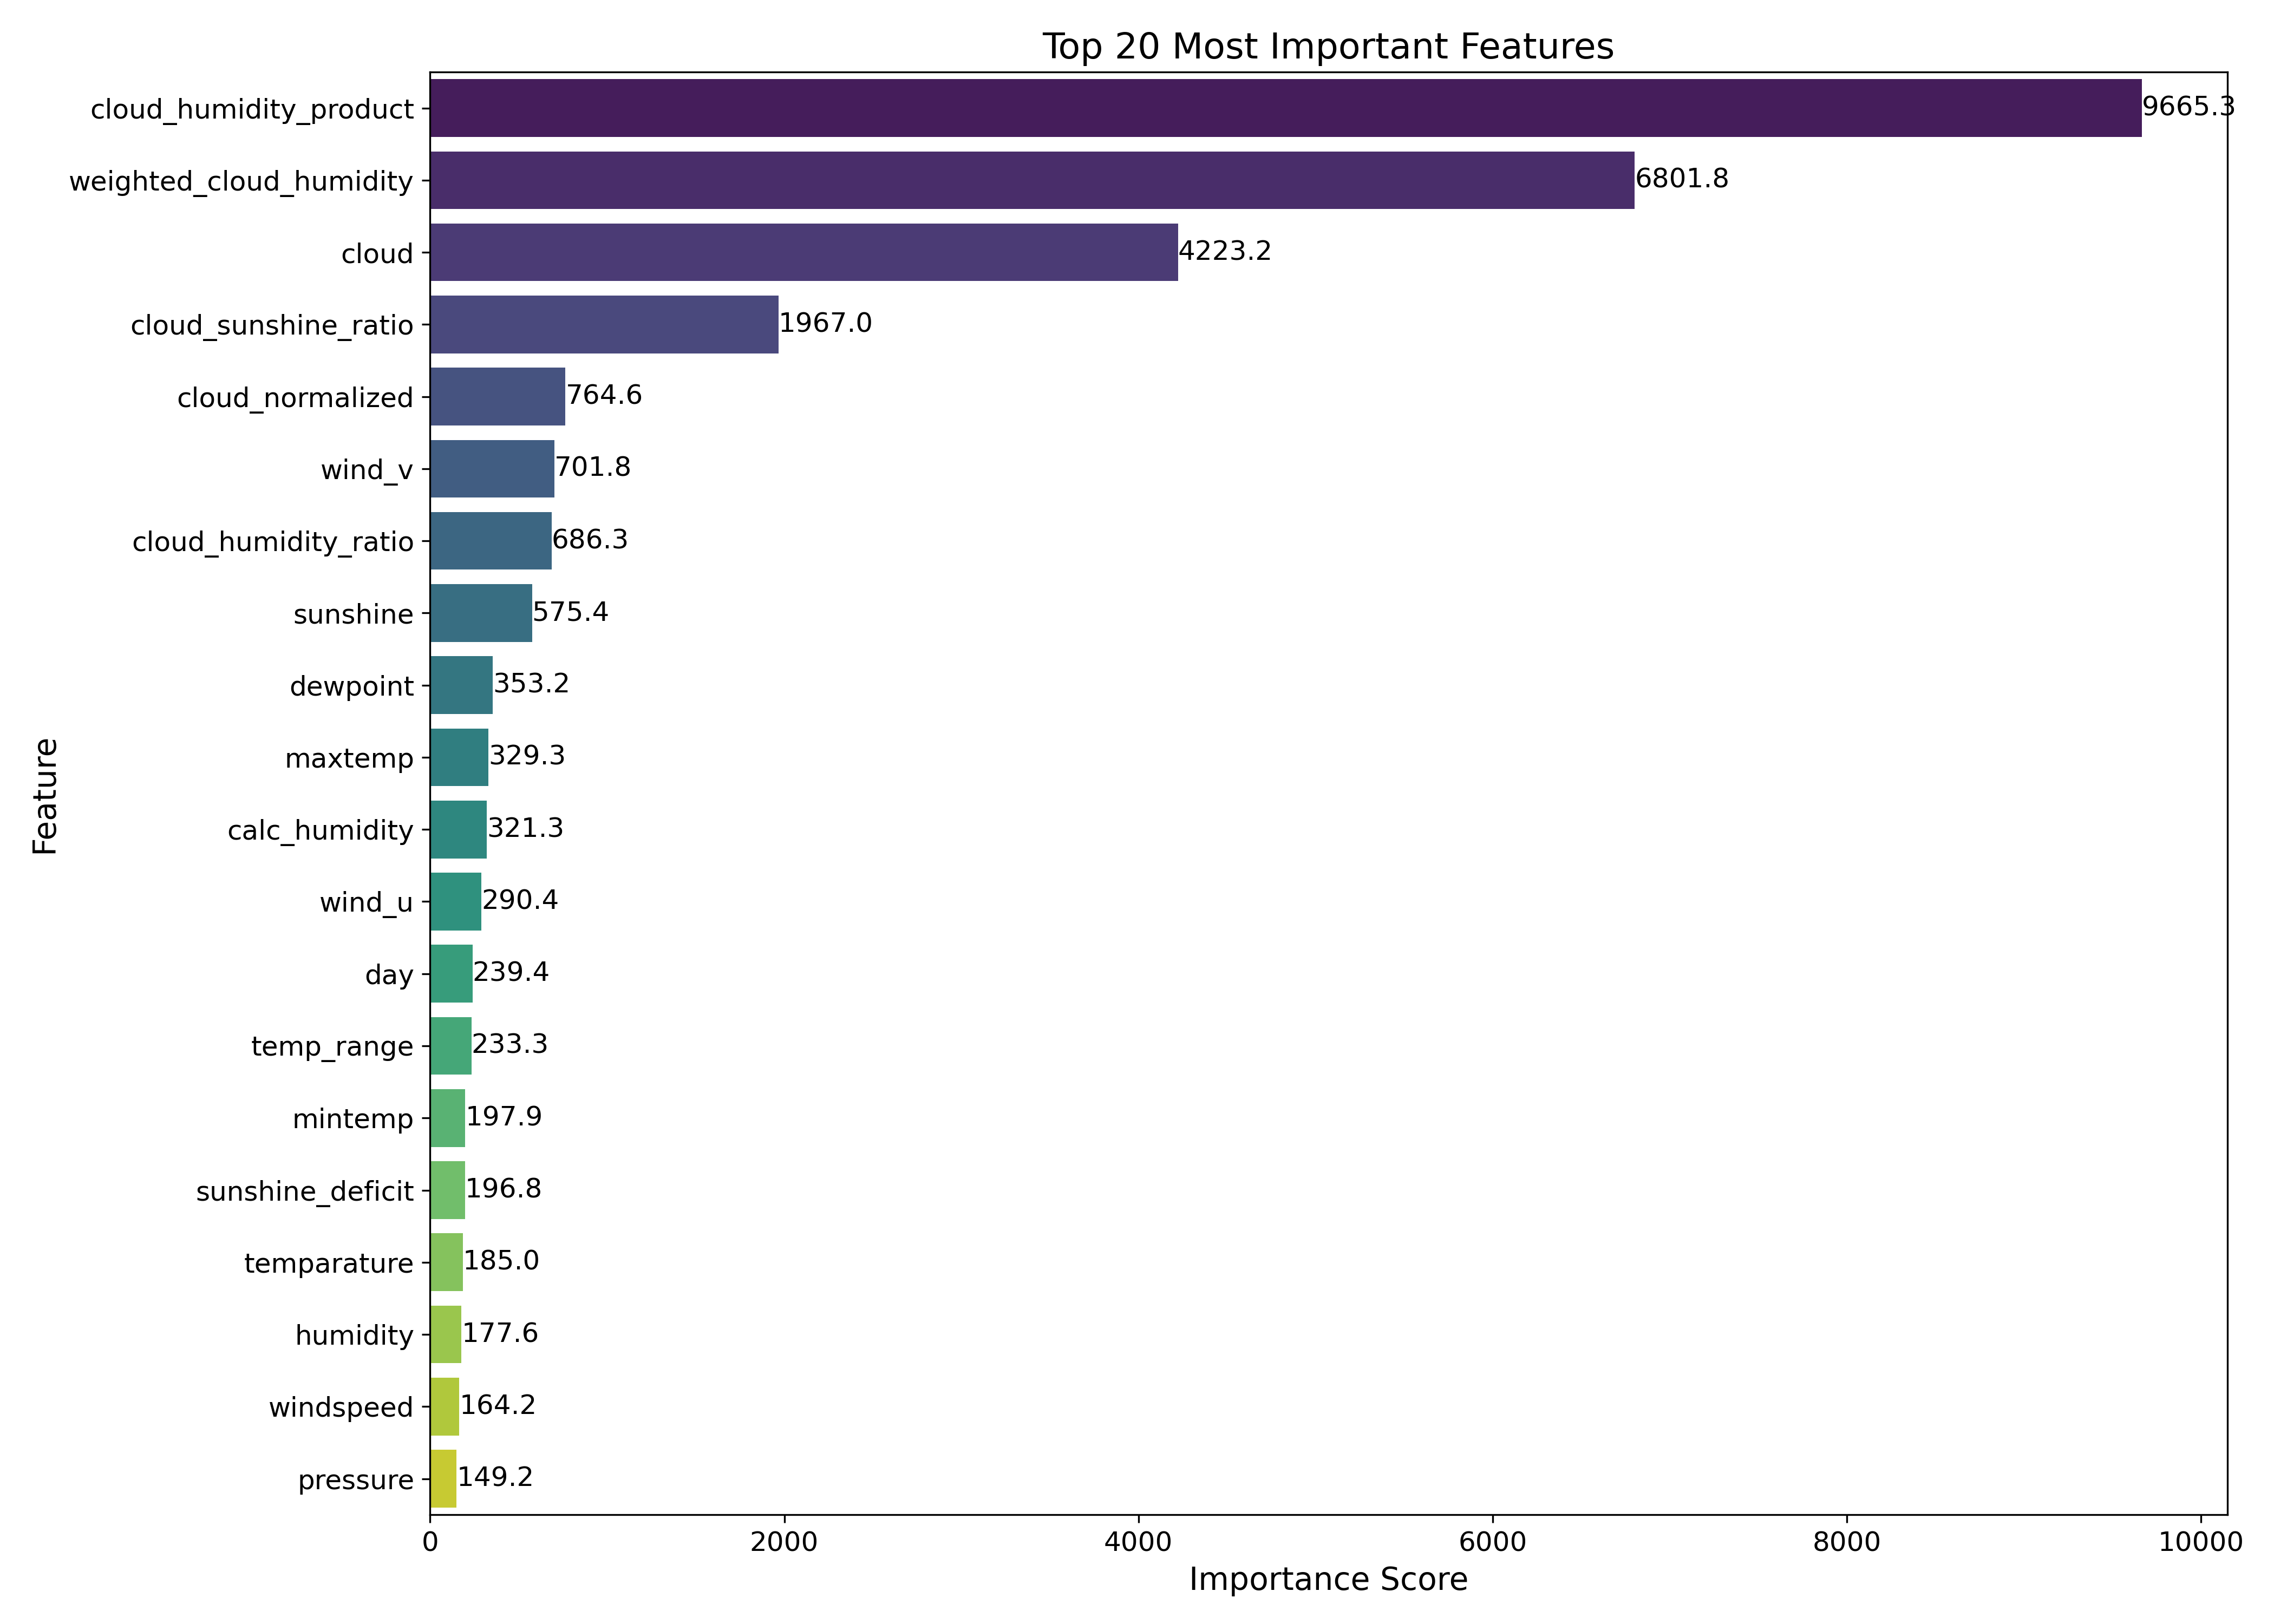 Top 20 Most Important Features
cloud_humidity_product 9665.3
weighted_cloud_humidity 6801.8
cloud 4223.2
cloud_sunshine_ratio 1967.0
cloud_normalized 764.6
wind_v 701.8
cloud_humidity_ratio 686.3
sunshine 575.4
dewpoint 353.2
maxtemp 329.3
calc_humidity 321.3
wind_u 290.4
day 239.4
temp_range 233.3
mintemp 197.9
sunshine_deficit 196.8
temparature 185.0
humidity 177.6
windspeed 164.2
pressure 149.2
Feature
0 2000 4000 6000 8000 10000
Importance Score